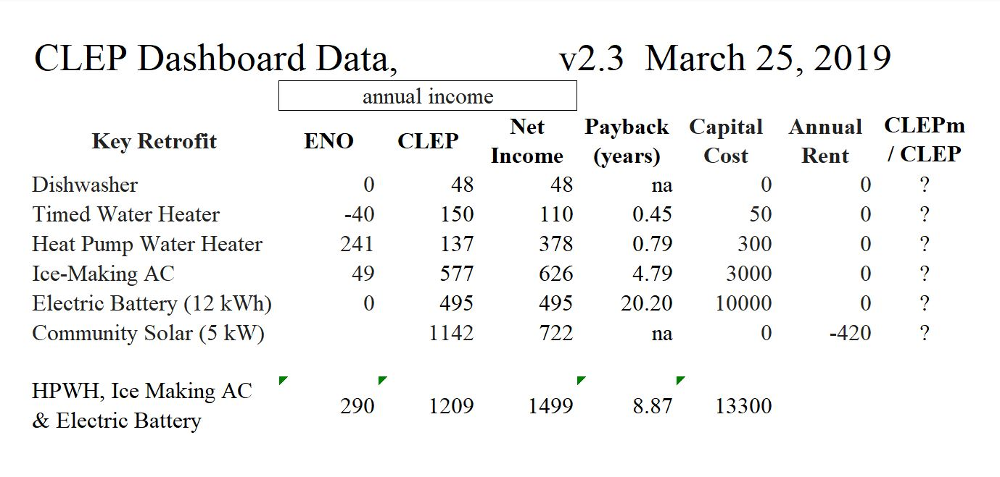 CLEP Dashboard Data, v2.3 March 25, 2019
annual income
Key Retrofit ENO CLEP Net Income Payback (years) Capital Cost Annual Rent CLEPm / CLEP
Dishwasher 0 48 48 na 0 0 ?
Timed Water Heater -40 150 110 0.45 50 0 ?
Heat Pump Water Heater 241 137 378 0.79 300 0 ?
Ice-Making AC 49 577 626 4.79 3000 0 ?
Electric Battery (12 kWh) 0 495 495 20.20 10000 0 ?
Community Solar (5 kW) 1142 722 na 0 -420 ?
HPWH, Ice Making AC
& Electric Battery 290 1209 1499 8.87 13300